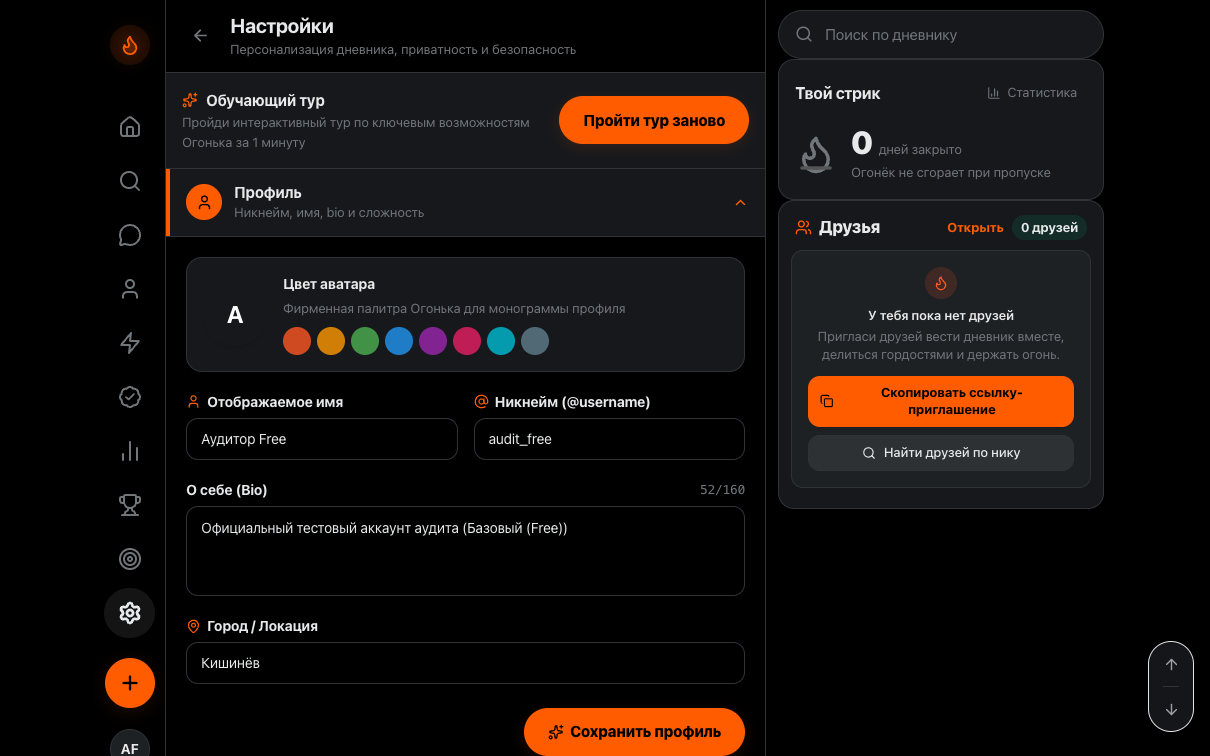 Настройки
Персонализация дневника, приватность и безопасность
Обучающий тур
Пройди интерактивный тур по ключевым возможностям
Огонька за 1 минуту
Пройти тур заново
Профиль
Никнейм, имя, bio и сложность
Цвет аватара
Фирменная палитра Огонька для монограммы профиля
A
Отображаемое имя
Аудитор Free
Никнейм (@username)
audit_free
О себе (Bio)
52/160
Официальный тестовый аккаунт аудита (Базовый (Free))
Город / Локация
Кишинёв
Сохранить профиль
AF
Поиск по дневнику
Твой стрик
Статистика
0 дней закрыто
Огонёк не сгорает при пропуске
Друзья
Открыть
0 друзей
У тебя пока нет друзей
Пригласи друзей вести дневник вместе,
делиться гордостями и держать огонь.
Скопировать ссылку-
приглашение
Найти друзей по нику